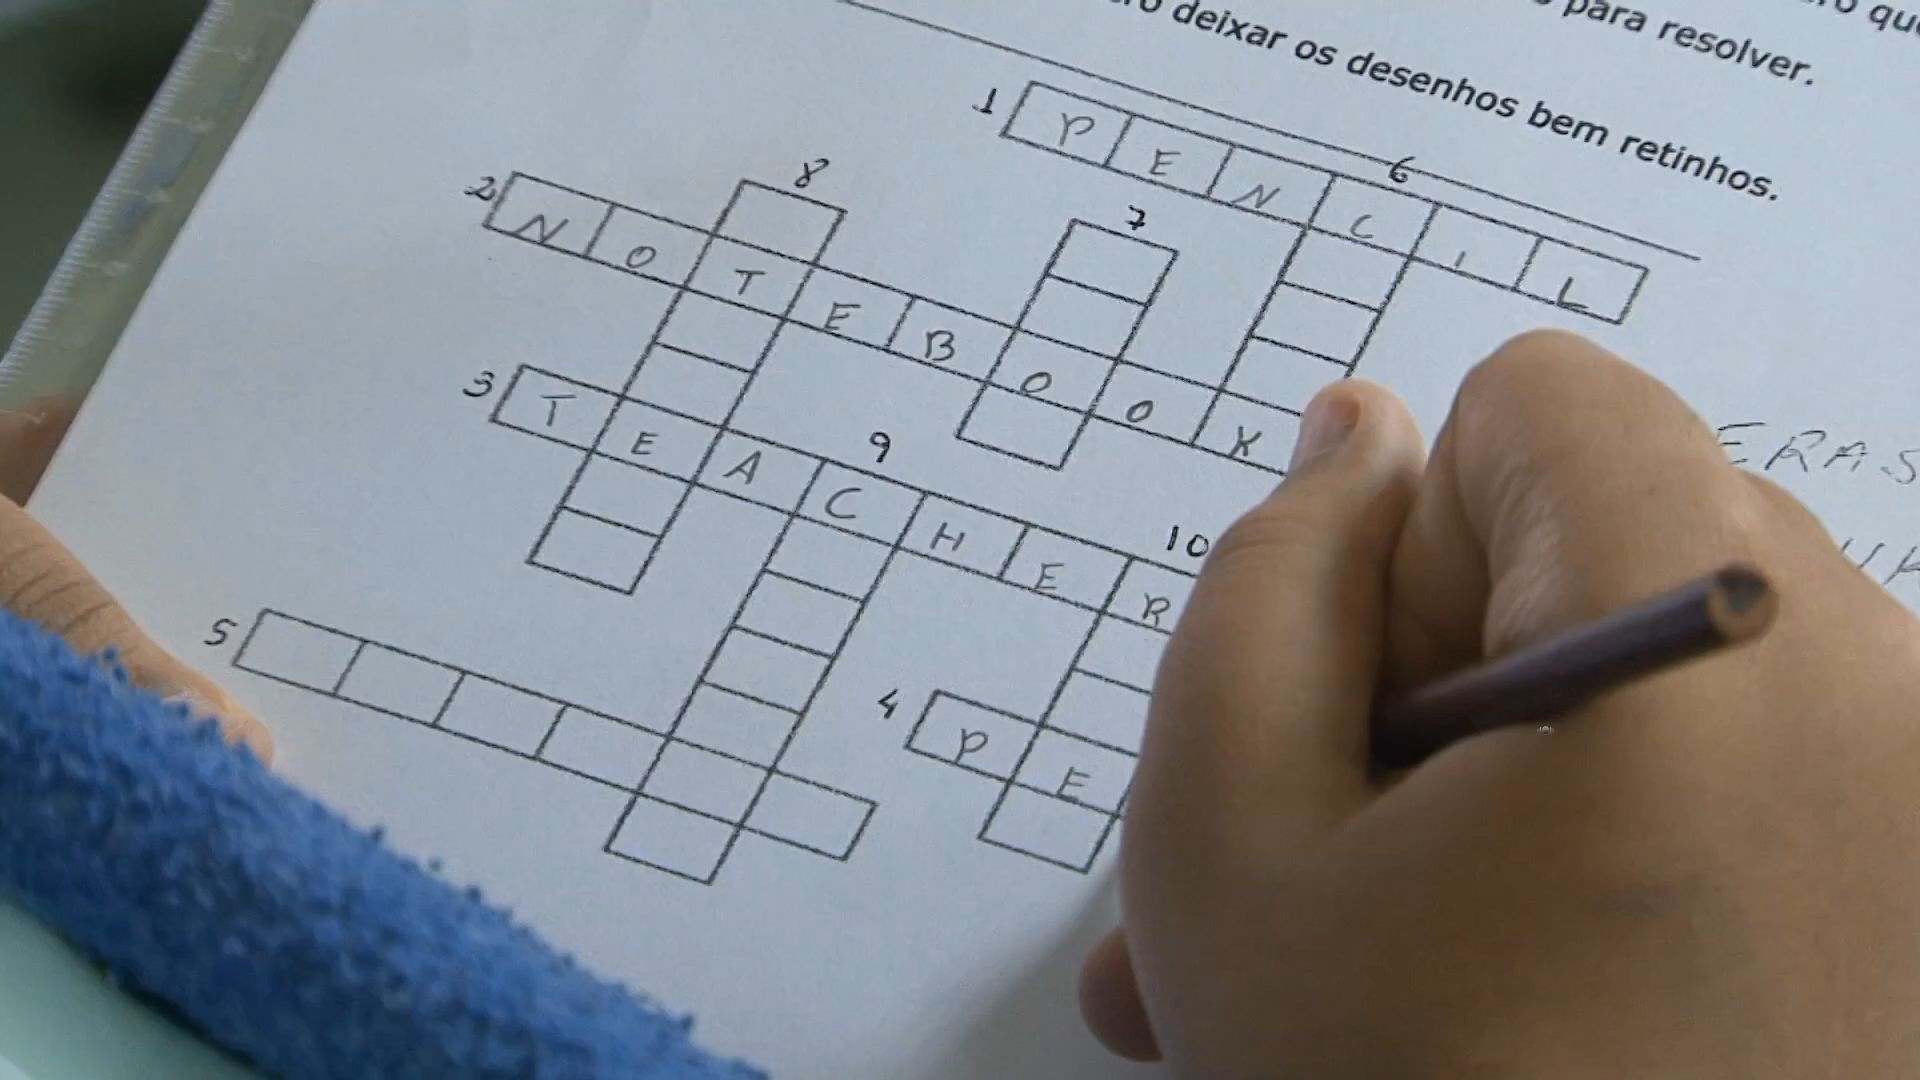 para resolver.
deixar os desenhos bem retinhos.
1 PENCIL
6
8
7
2 NOTEBOOK
3 TEACHER
9
10
ERAS
5
4 PE